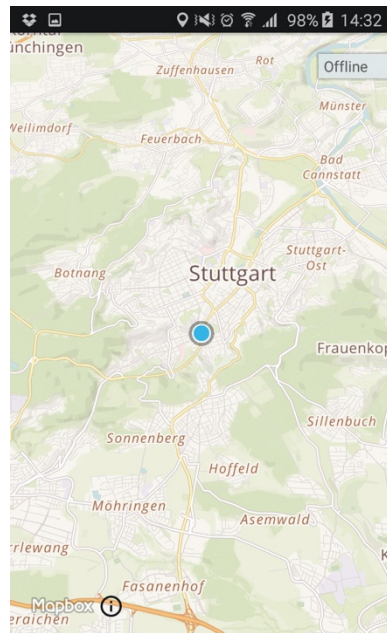 98% 14:32
Korntal-
ünchingen
Zuffenhausen
Rot
Offline
Münster
Weilimdorf
Feuerbach
Bad
Cannstatt
Stuttgart-
Ost
Botnang
Stuttgart
Frauenkop
Sillenbuch
Sonnenberg
Hoffeld
Möhringen
Asemwald
rlewang
K
Fasanenhof
Mapbox
eraichen